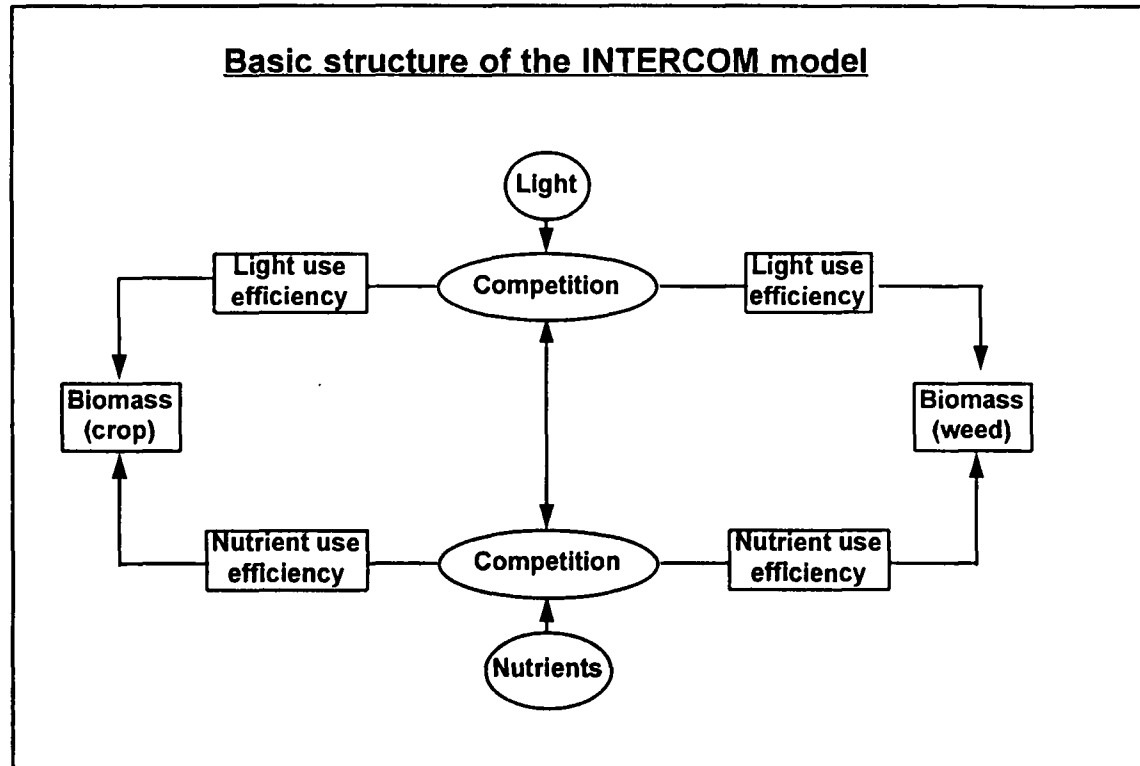 Basic structure of the INTERCOM model
Light
Light use
efficiency
Competition
Light use
efficiency
Biomass
(crop)
Biomass
(weed)
Nutrient use
efficiency
Competition
Nutrient use
efficiency
Nutrients